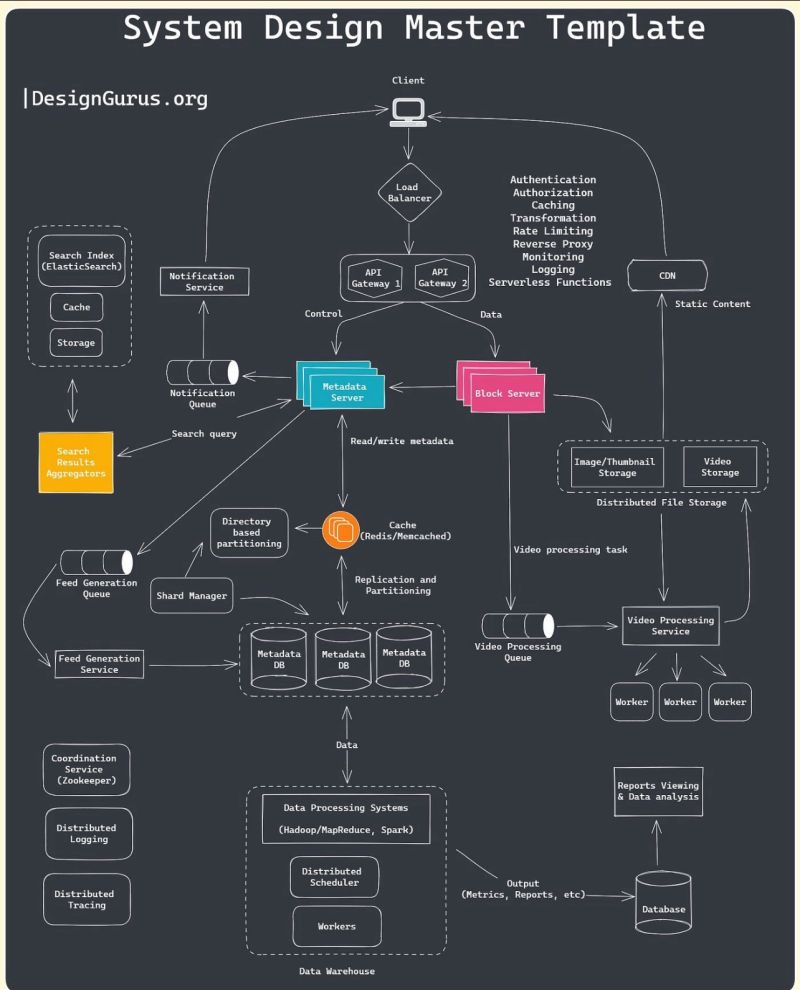 System Design Master Template
|DesignGurus.org
Client
Load
Balancer
Authentication
Authorization
Caching
Transformation
Rate Limiting
Reverse Proxy
Monitoring
Logging
Serverless Functions
API
Gateway 1
API
Gateway 2
Search Index
(ElasticSearch)
Cache
Storage
Notification
Service
CDN
Static Content
Control
Data
Notification
Queue
Metadata
Server
Block Server
Search query
Read/write metadata
Search
Results
Aggregators
Image/Thumbnail
Storage
Video
Storage
Distributed File Storage
Directory
based
partitioning
Cache
(Redis/Memcached)
Video processing task
Feed Generation
Queue
Shard Manager
Replication and
Partitioning
Video Processing
Queue
Video Processing
Service
Feed Generation
Service
Metadata
DB
Metadata
DB
Metadata
DB
Worker
Worker
Worker
Data
Coordination
Service
(Zookeeper)
Distributed
Logging
Distributed
Tracing
Data Processing Systems
(Hadoop/MapReduce, Spark)
Distributed
Scheduler
Workers
Data Warehouse
Output
(Metrics, Reports, etc)
Reports Viewing
& Data analysis
Database